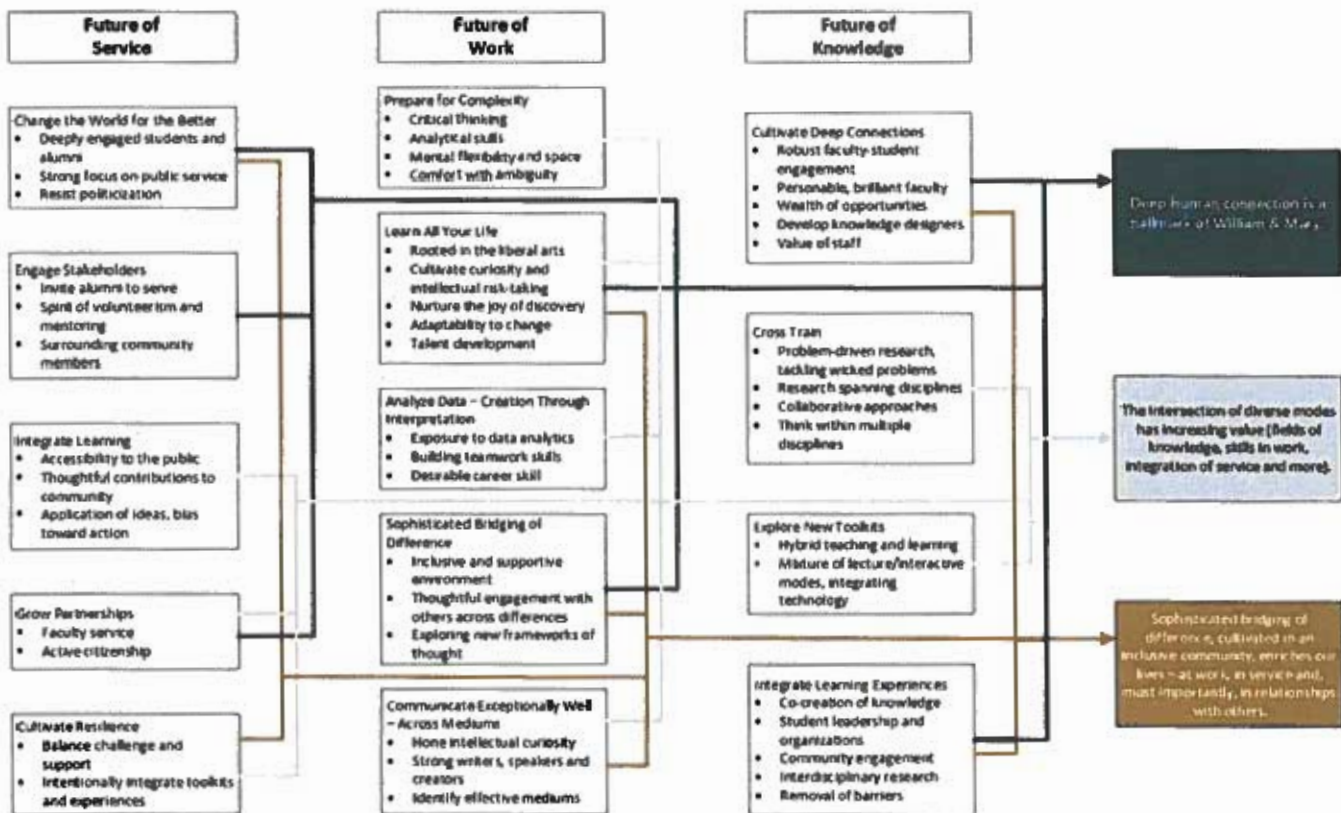 Future of
Service
Change the World for the Better
• Deeply engaged students and
alumni
• Strong focus on public service
• Resist politicization
Engage Stakeholders
• Invite alumni to serve
• Spirit of volunteerism and
mentoring
• Surrounding community
members
Integrate Learning
• Accessibility to the public
• Thoughtful contributions to
community
• Application of ideas, bias
toward action
Grow Partnerships
• Faculty service
• Active citizenship
Cultivate Resilience
• Balance challenge and
support
• Intentionally integrate toolkits
and experiences
Future of
Work
Prepare for Complexity
• Critical thinking
• Analytical skills
• Mental flexibility and space
• Comfort with ambiguity
Learn All Your Life
• Rooted in the liberal arts
• Cultivate curiosity and
intellectual risk-taking
• Nurture the joy of discovery
• Adaptability to change
• Talent development
Analyze Data – Creation Through
Interpretation
• Exposure to data analytics
• Building teamwork skills
• Desirable career skill
Sophisticated Bridging of
Difference
• Inclusive and supportive
environment
• Thoughtful engagement with
others across differences
• Exploring new frameworks of
thought
Communicate Exceptionally Well
– Across Mediums
• Hone intellectual curiosity
• Strong writers, speakers and
creators
• Identify effective mediums
Future of
Knowledge
Cultivate Deep Connections
• Robust faculty-student
engagement
• Personable, brilliant faculty
• Wealth of opportunities
• Develop knowledge designers
• Value of staff
Cross Train
• Problem-driven research,
tackling wicked problems
• Research spanning disciplines
• Collaborative approaches
• Think within multiple
disciplines
Explore New Toolkits
• Hybrid teaching and learning
• Mixture of lecture/interactive
modes, integrating
technology
Integrate Learning Experiences
• Co-creation of knowledge
• Student leadership and
organizations
• Community engagement
• Interdisciplinary research
• Removal of barriers
Deep human connection is a
hallmark of William & Mary.
The intersection of diverse modes
has increasing value (fields of
knowledge, skills in work,
integration of service and more).
Sophisticated bridging of
difference, cultivated in an
inclusive community, enriches our
lives – at work, in service and,
most importantly, in relationships
with others.